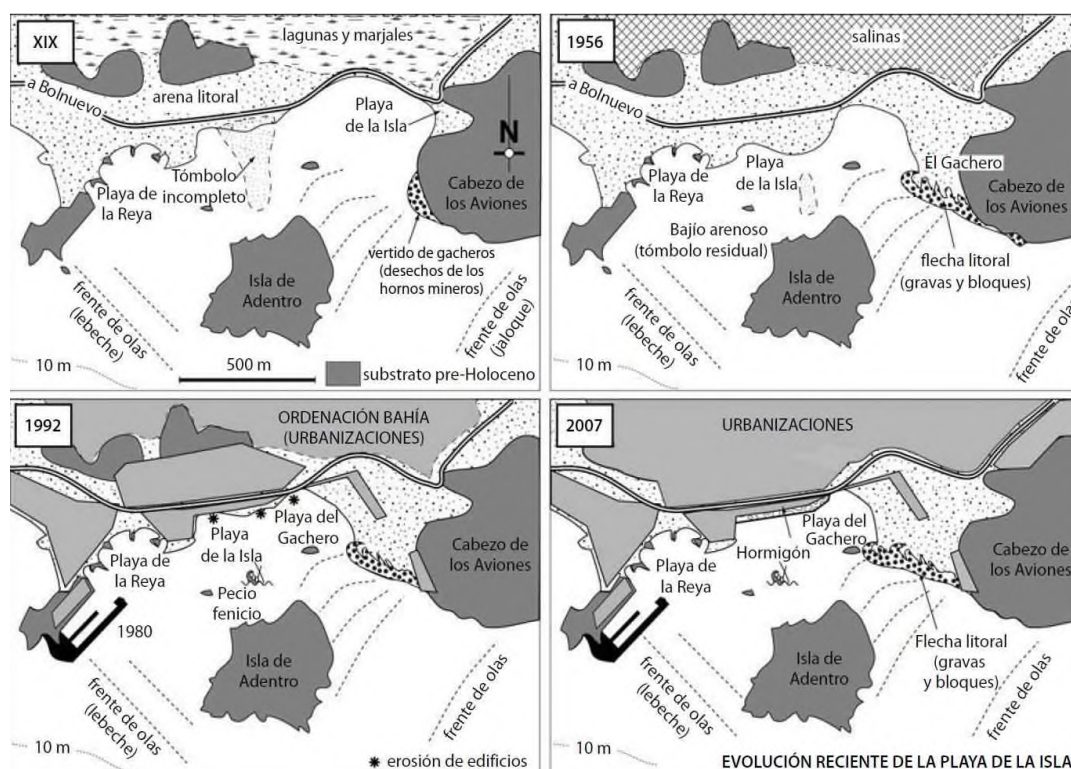 XIX
lagunas y marjales
a Bolnuevo
arena litoral
Playa
de la Isla
N
Playa de
la Reya
Tómbolo
incompleto
Cabezo de
los Aviones
vertido de gacheros
(desechos de los
hornos mineros)
Isla de
Adentro
frente de olas
(lebeche)
frente de olas
(jaloque)
10 m
500 m
substrato pre-Holoceno
1956
salinas
a Bolnuevo
Playa de
la Reya
Playa
de la Isla
El Gachero
Cabezo de
los Aviones
Bajío arenoso
(tómbolo residual)
flecha litoral
(gravas y bloques)
Isla de
Adentro
frente de olas
(lebeche)
frente de olas
10 m
1992
ORDENACIÓN BAHÍA
(URBANIZACIONES)
Playa de
la Reya
Playa
de la Isla
Playa del
Gachero
Cabezo de
los Aviones
Pecio
fenicio
1980
Isla de
Adentro
frente de olas
(lebeche)
frente de olas
10 m
erosión de edificios
2007
URBANIZACIONES
Playa de
la Reya
Hormigón
Playa del
Gachero
Cabezo de
los Aviones
Flecha litoral
(gravas
y bloques)
Isla de
Adentro
frente de olas
(lebeche)
frente de olas
10 m
EVOLUCIÓN RECIENTE DE LA PLAYA DE LA ISLA